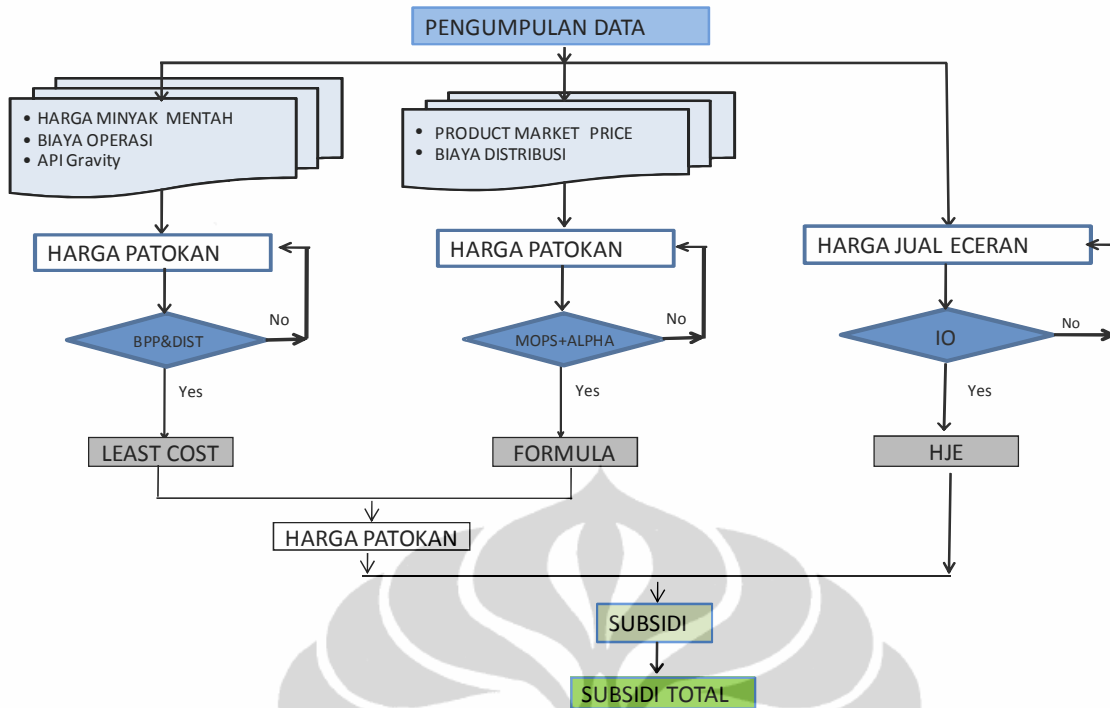 PENGUMPULAN DATA
• HARGA MINYAK MENTAH
• BIAYA OPERASI
• API Gravity
• PRODUCT MARKET PRICE
• BIAYA DISTRIBUSI
HARGA PATOKAN
HARGA PATOKAN
HARGA JUAL ECERAN
No
No
No
BPP&DIST
MOPS+ALPHA
IO
Yes
Yes
Yes
LEAST COST
FORMULA
HJE
HARGA PATOKAN
SUBSIDI
SUBSIDI TOTAL